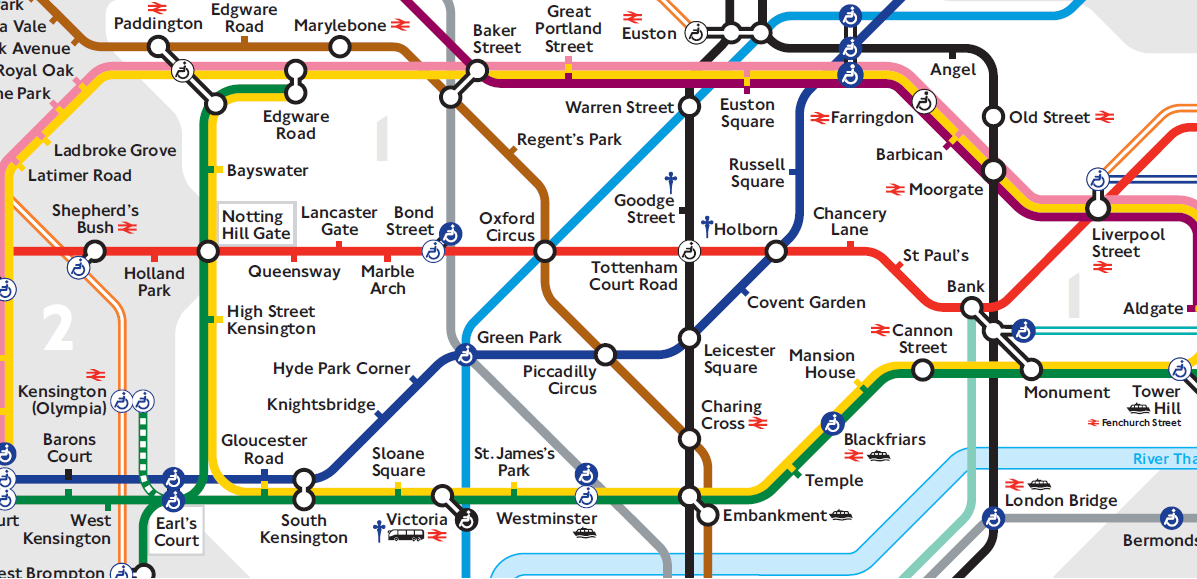 Paddington
Edgware
Road
Marylebone
Baker
Street
Great
Portland
Street
Euston
Angel
Vale
Avenue
Royal Oak
Park
Edgware
Road
Warren Street
Euston
Square
Farringdon
Old Street
Barbican
Moorgate
Ladbroke Grove
Latimer Road
Bayswater
1
Regent's Park
Russell
Square
Shepherd's
Bush
Notting
Hill Gate
Lancaster
Gate
Bond
Street
Oxford
Circus
Goodge
Street
Holborn
Chancery
Lane
Liverpool
Street
Holland
Park
Queensway
Marble
Arch
Tottenham
Court Road
St Paul's
Bank
1
Aldgate
Covent Garden
2
High Street
Kensington
Green Park
Leicester
Square
Mansion
House
Cannon
Street
Hyde Park Corner
Piccadilly
Circus
Monument
Tower
Hill
Fenchurch Street
Kensington
(Olympia)
Knightsbridge
Charing
Cross
Barons
Court
Gloucester
Road
Sloane
Square
St. James's
Park
Blackfriars
Temple
River Tha
London Bridge
West
Kensington
Earl's
Court
South
Kensington
Victoria
Westminster
Embankment
Bermonds
est Brompton